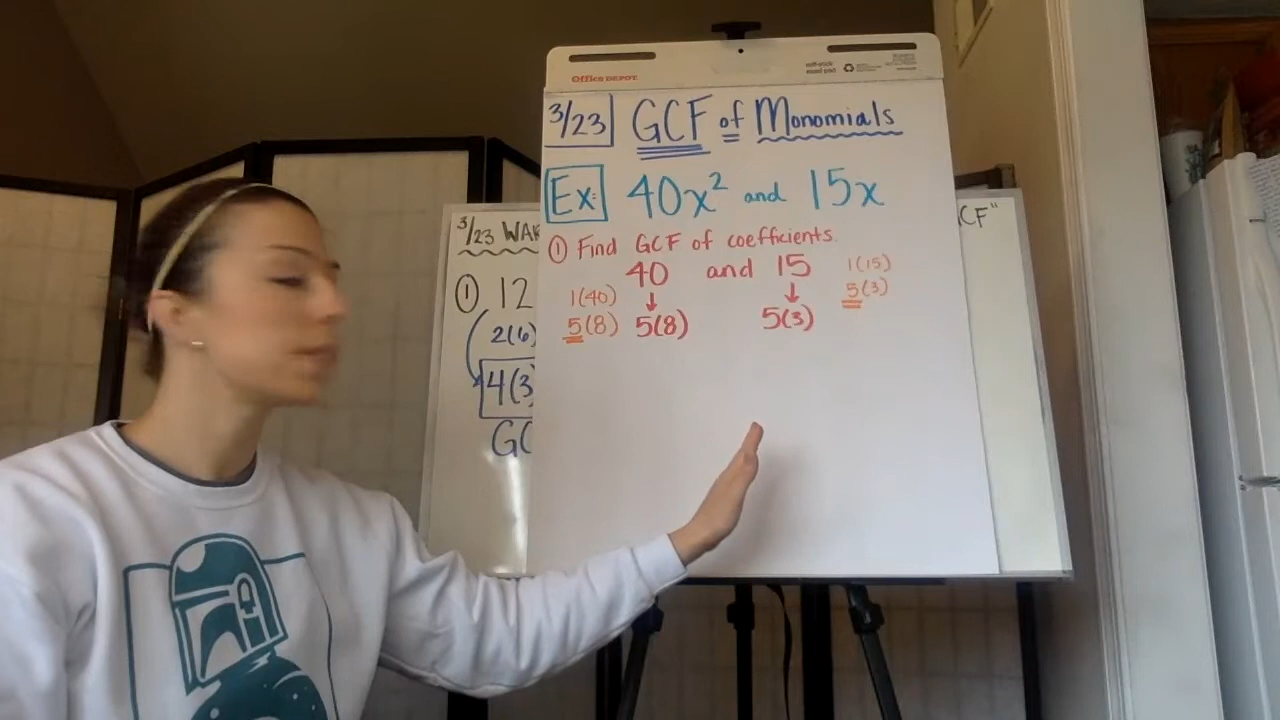 Office DEPOT
3/23 GCF of Monomials
Ex: 40x² and 15x
① Find GCF of coefficients.
40 and 15
1(40)
5(8)
5(8)
5(3)
1(15)
5(3)
3/23 WAR
① 12
2(6)
4(3)
GC
CF"